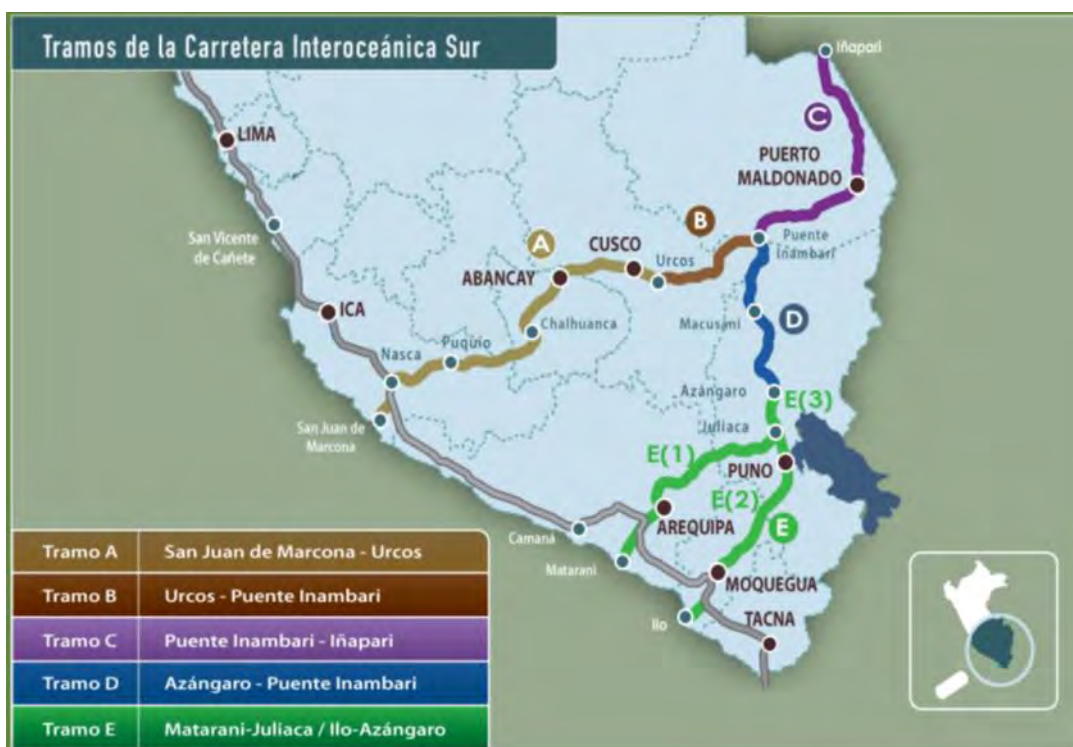 Tramos de la Carretera Interoceánica Sur
Iñapari
C
LIMA
PUERTO
MALDONADO
San Vicente
de Cañete
B
Puente
Inambari
A
CUSCO
Urcos
ABANCAY
ICA
Chalhuanca
Macusani
D
Nasca
Puquio
Azángaro
E(3)
San Juan de
Marcona
Juliaca
E(1)
PUNO
E(2)
AREQUIPA
E
Camaná
Matarani
MOQUEGUA
Ilo
TACNA
Tramo A San Juan de Marcona - Urcos
Tramo B Urcos - Puente Inambari
Tramo C Puente Inambari - Iñapari
Tramo D Azángaro - Puente Inambari
Tramo E Matarani-Juliaca / Ilo-Azángaro